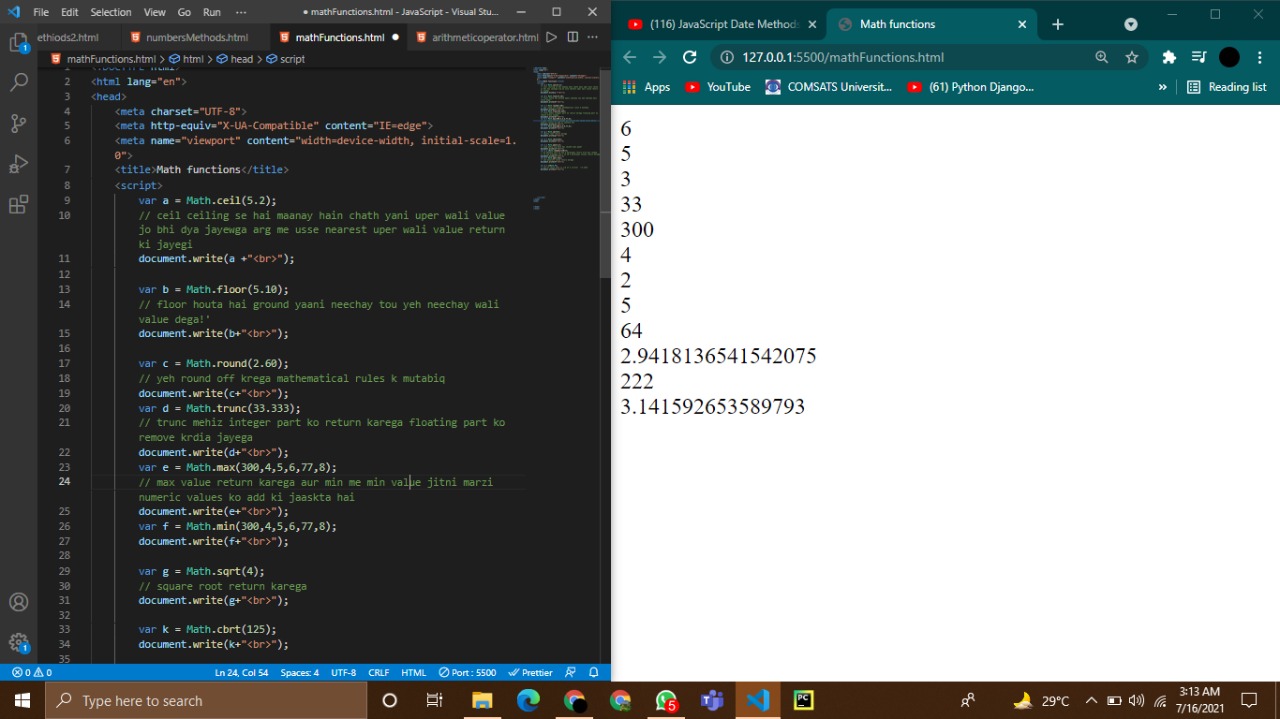 File Edit Selection View Go Run ··· ● mathFunctions.html - JavaScript - Visual Stu...
ethiods2.html numbersMethods.html mathFunctions.html ● arithmeticoperator.html
mathFunctions.html > html > head > script
1 <!DOCTYPE html>
2 <html lang="en">
3 <head>
4 <meta charset="UTF-8">
5 <meta http-equiv="X-UA-Compatible" content="IE=edge">
6 <meta name="viewport" content="width=device-width, initial-scale=1.
0">
7 <title>Math functions</title>
8 <script>
9 var a = Math.ceil(5.2);
10 // ceil ceiling se hai maanay hain chath yani uper wali value
jo bhi dya jayewga arg me usse nearest uper wali value return
ki jayegi
11 document.write(a +"<br>");
12
13 var b = Math.floor(5.10);
14 // floor houta hai ground yaani neechay tou yeh neechay wali
value dega!'
15 document.write(b+"<br>");
16
17 var c = Math.round(2.60);
18 // yeh round off krega mathematical rules k mutabiq
19 document.write(c+"<br>");
20 var d = Math.trunc(33.333);
21 // trunc mehiz integer part ko return karega floating part ko
remove krdia jayega
22 document.write(d+"<br>");
23 var e = Math.max(300,4,5,6,77,8);
24 // max value return karega aur min me min value jitni marzi
numeric values ko add ki jaaskta hai
25 document.write(e+"<br>");
26 var f = Math.min(300,4,5,6,77,8);
27 document.write(f+"<br>");
28
29 var g = Math.sqrt(4);
30 // square root return karega
31 document.write(g+"<br>");
32
33 var k = Math.cbrt(125);
34 document.write(k+"<br>");
35
0 0 Ln 24, Col 54 Spaces: 4 UTF-8 CRLF HTML Port : 5500 Prettier
(116) JavaScript Date Methods Math functions
127.0.0.1:5500/mathFunctions.html
Apps YouTube COMSATS Universit... (61) Python Django... » Reading list
6
5
3
33
300
4
2
5
64
2.9418136541542075
222
3.141592653589793
Type here to search 5 29°C 3:13 AM
7/16/2021